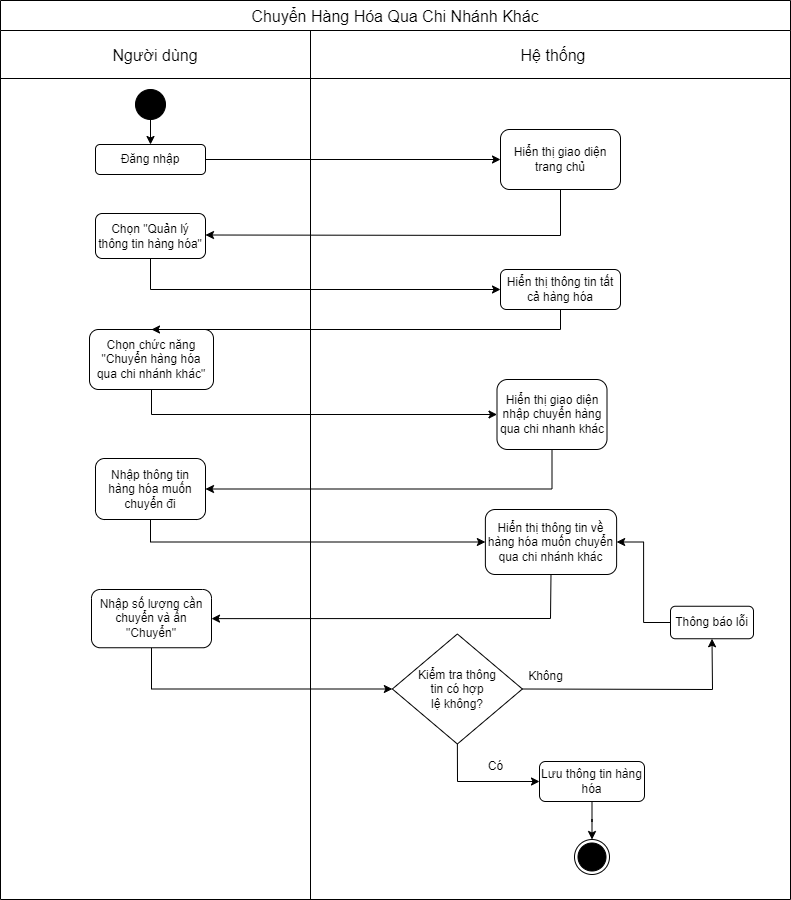 Chuyển Hàng Hóa Qua Chi Nhánh Khác
Người dùng
Hệ thống
Đăng nhập
Hiển thị giao diện
trang chủ
Chọn "Quản lý
thông tin hàng hóa"
Hiển thị thông tin tất
cả hàng hóa
Chọn chức năng
"Chuyển hàng hóa
qua chi nhánh khác"
Hiển thị giao diện
nhập chuyển hàng
qua chi nhanh khác
Nhập thông tin
hàng hóa muốn
chuyển đi
Hiển thị thông tin về
hàng hóa muốn chuyển
qua chi nhánh khác
Nhập số lượng cần
chuyển và ấn
"Chuyển"
Thông báo lỗi
Kiểm tra thông
tin có hợp
lệ không?
Không
Có
Lưu thông tin hàng
hóa